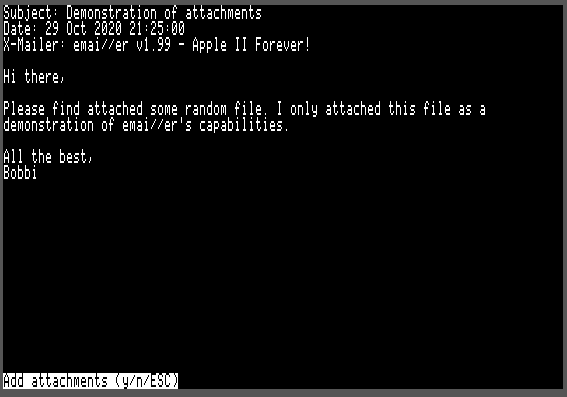 Subject: Demonstration of attachments
Date: 29 Oct 2020 21:25:00
X-Mailer: emai//er v1.99 - Apple II Forever!
Hi there,
Please find attached some random file. I only attached this file as a
demonstration of emai//er's capabilities.
All the best,
Bobbi
Add attachments (y/n/ESC)